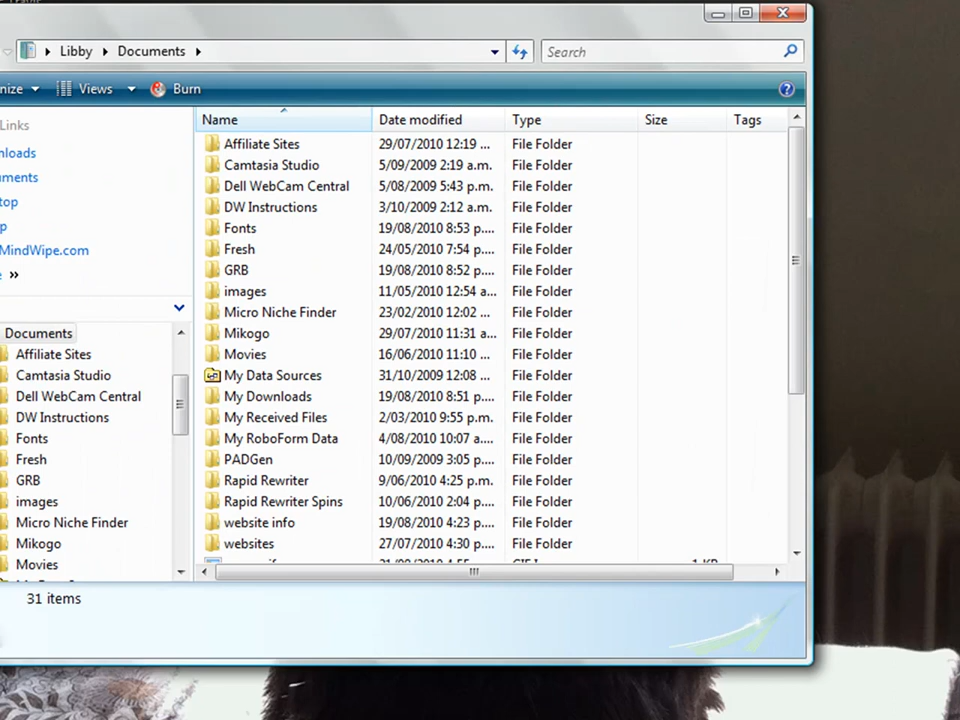 Libby Documents Search
nize Views Burn
Links
nloads
uments
top
p
MindWipe.com
e »
Documents
Affiliate Sites
Camtasia Studio
Dell WebCam Central
DW Instructions
Fonts
Fresh
GRB
images
Micro Niche Finder
Mikogo
Movies
Name Date modified Type Size Tags
Affiliate Sites 29/07/2010 12:19 ... File Folder
Camtasia Studio 5/09/2009 2:19 a.m. File Folder
Dell WebCam Central 5/08/2009 5:43 p.m. File Folder
DW Instructions 3/10/2009 2:12 a.m. File Folder
Fonts 19/08/2010 8:53 p.... File Folder
Fresh 24/05/2010 7:54 p.... File Folder
GRB 19/08/2010 8:52 p.... File Folder
images 11/05/2010 12:54 a... File Folder
Micro Niche Finder 23/02/2010 12:02 ... File Folder
Mikogo 29/07/2010 11:31 a... File Folder
Movies 16/06/2010 11:10 ... File Folder
My Data Sources 31/10/2009 12:08 ... File Folder
My Downloads 19/08/2010 8:51 p.... File Folder
My Received Files 2/03/2010 9:55 p.m. File Folder
My RoboForm Data 4/08/2010 10:07 a.... File Folder
PADGen 10/09/2009 3:05 p.... File Folder
Rapid Rewriter 9/06/2010 4:25 p.m. File Folder
Rapid Rewriter Spins 10/06/2010 2:04 p.... File Folder
website info 19/08/2010 4:23 p.... File Folder
websites 27/07/2010 4:30 p.... File Folder
31 items